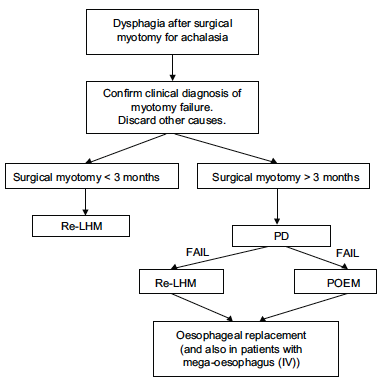 Dysphagia after surgical
myotomy for achalasia
Confirm clinical diagnosis of
myotomy failure.
Discard other causes.
Surgical myotomy < 3 months
Surgical myotomy > 3 months
Re-LHM
PD
FAIL
FAIL
Re-LHM
POEM
Oesophageal replacement
(and also in patients with
mega-oesophagus (IV))